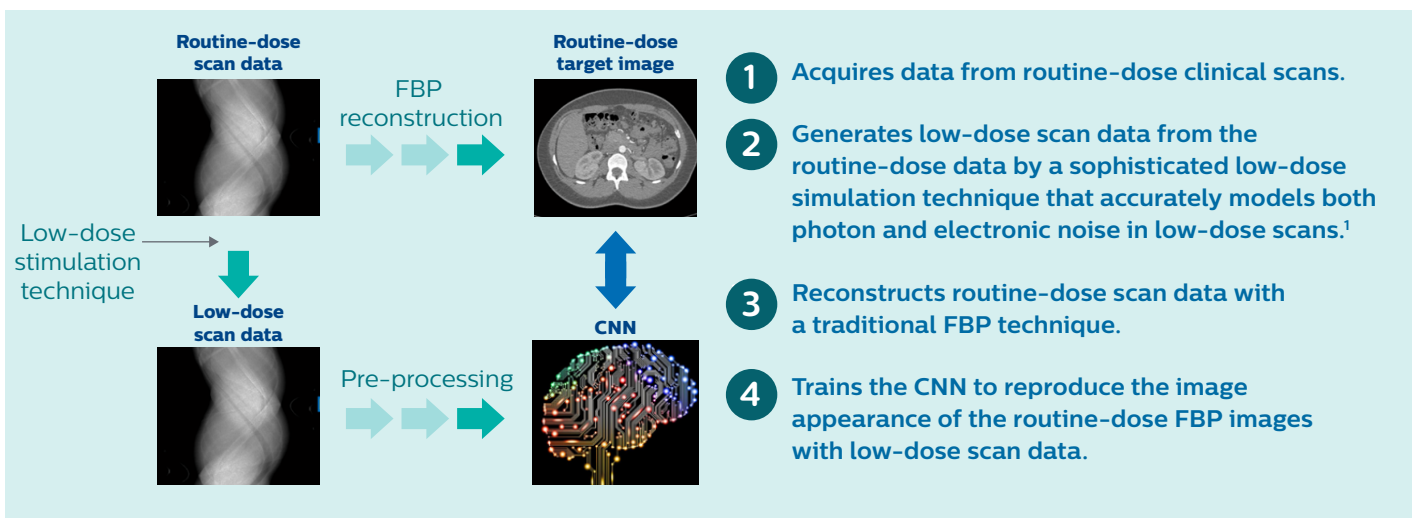 Routine-dose
scan data
FBP
reconstruction
Routine-dose
target image
Low-dose
stimulation
technique
Low-dose
scan data
Pre-processing
CNN
1 Acquires data from routine-dose clinical scans.
2 Generates low-dose scan data from the
routine-dose data by a sophisticated low-dose
simulation technique that accurately models both
photon and electronic noise in low-dose scans.¹
3 Reconstructs routine-dose scan data with
a traditional FBP technique.
4 Trains the CNN to reproduce the image
appearance of the routine-dose FBP images
with low-dose scan data.